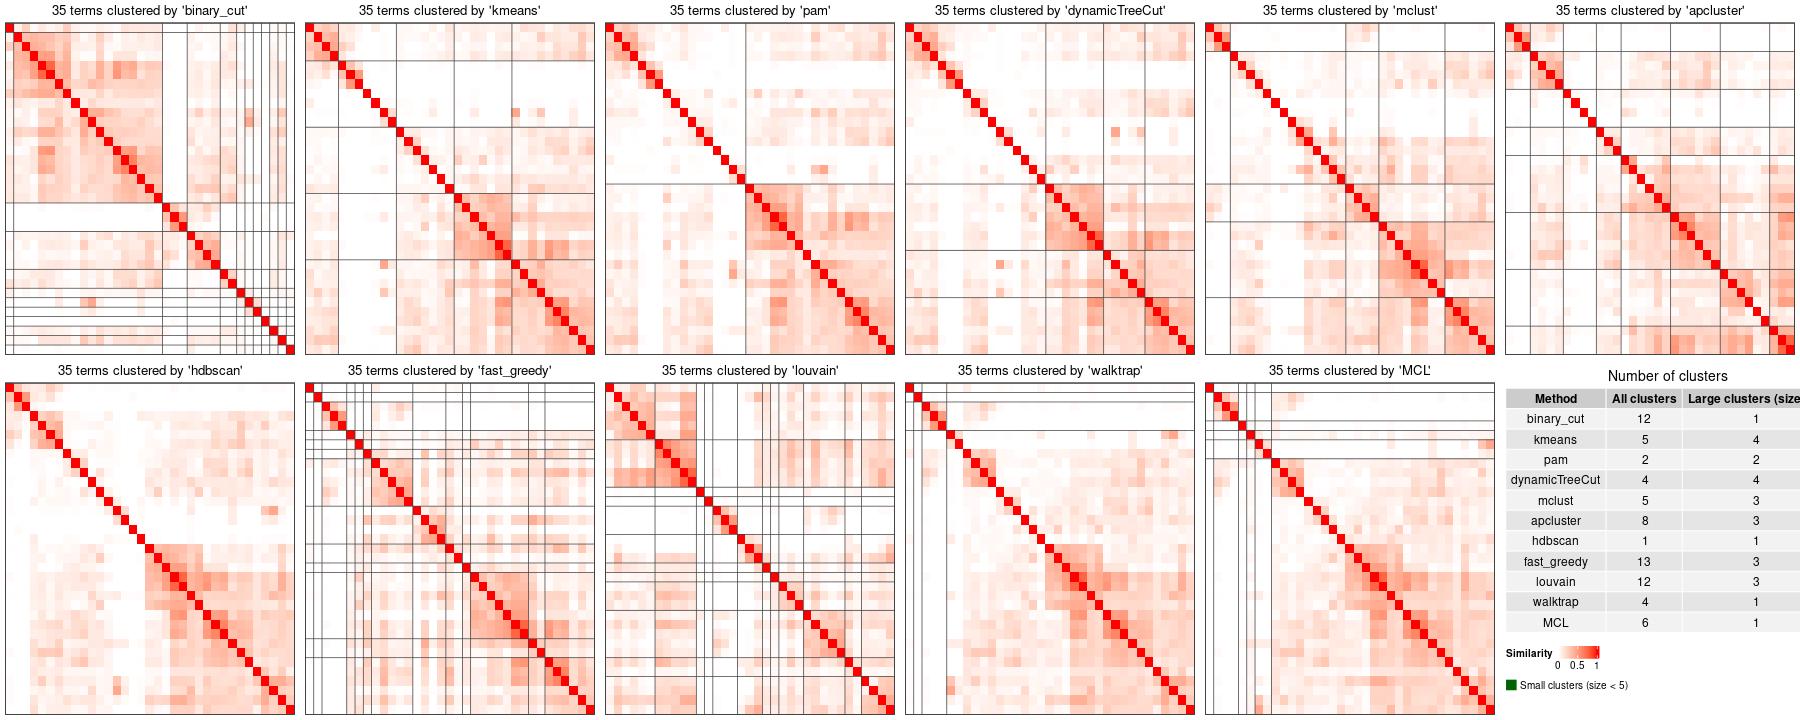 35 terms clustered by 'binary_cut'
35 terms clustered by 'kmeans'
35 terms clustered by 'pam'
35 terms clustered by 'dynamicTreeCut'
35 terms clustered by 'mclust'
35 terms clustered by 'apcluster'
35 terms clustered by 'hdbscan'
35 terms clustered by 'fast_greedy'
35 terms clustered by 'louvain'
35 terms clustered by 'walktrap'
35 terms clustered by 'MCL'
Number of clusters
Method All clusters Large clusters (size
binary_cut 12 1
kmeans 5 4
pam 2 2
dynamicTreeCut 4 4
mclust 5 3
apcluster 8 3
hdbscan 1 1
fast_greedy 13 3
louvain 12 3
walktrap 4 1
MCL 6 1
Similarity
0 0.5 1
Small clusters (size < 5)